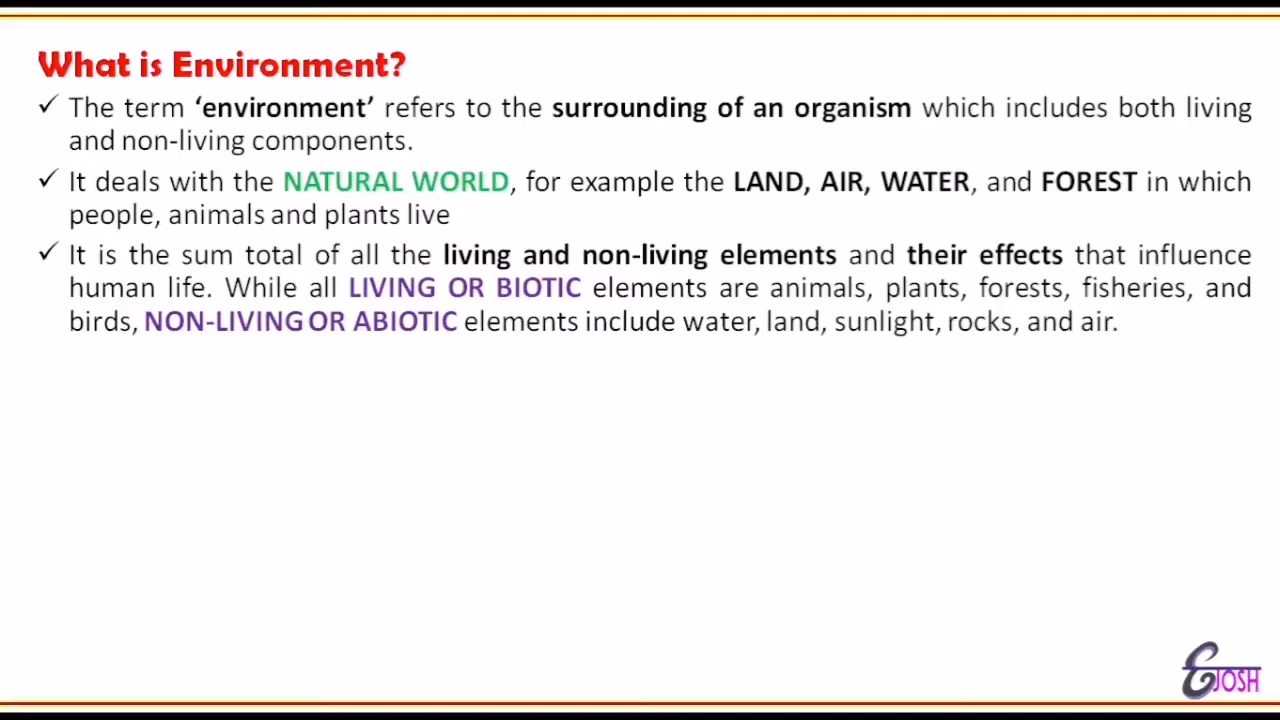 What is Environment?
✓ The term ‘environment’ refers to the surrounding of an organism which includes both living
and non-living components.
✓ It deals with the NATURAL WORLD, for example the LAND, AIR, WATER, and FOREST in which
people, animals and plants live
✓ It is the sum total of all the living and non-living elements and their effects that influence
human life. While all LIVING OR BIOTIC elements are animals, plants, forests, fisheries, and
birds, NON-LIVING OR ABIOTIC elements include water, land, sunlight, rocks, and air.
EJOSH